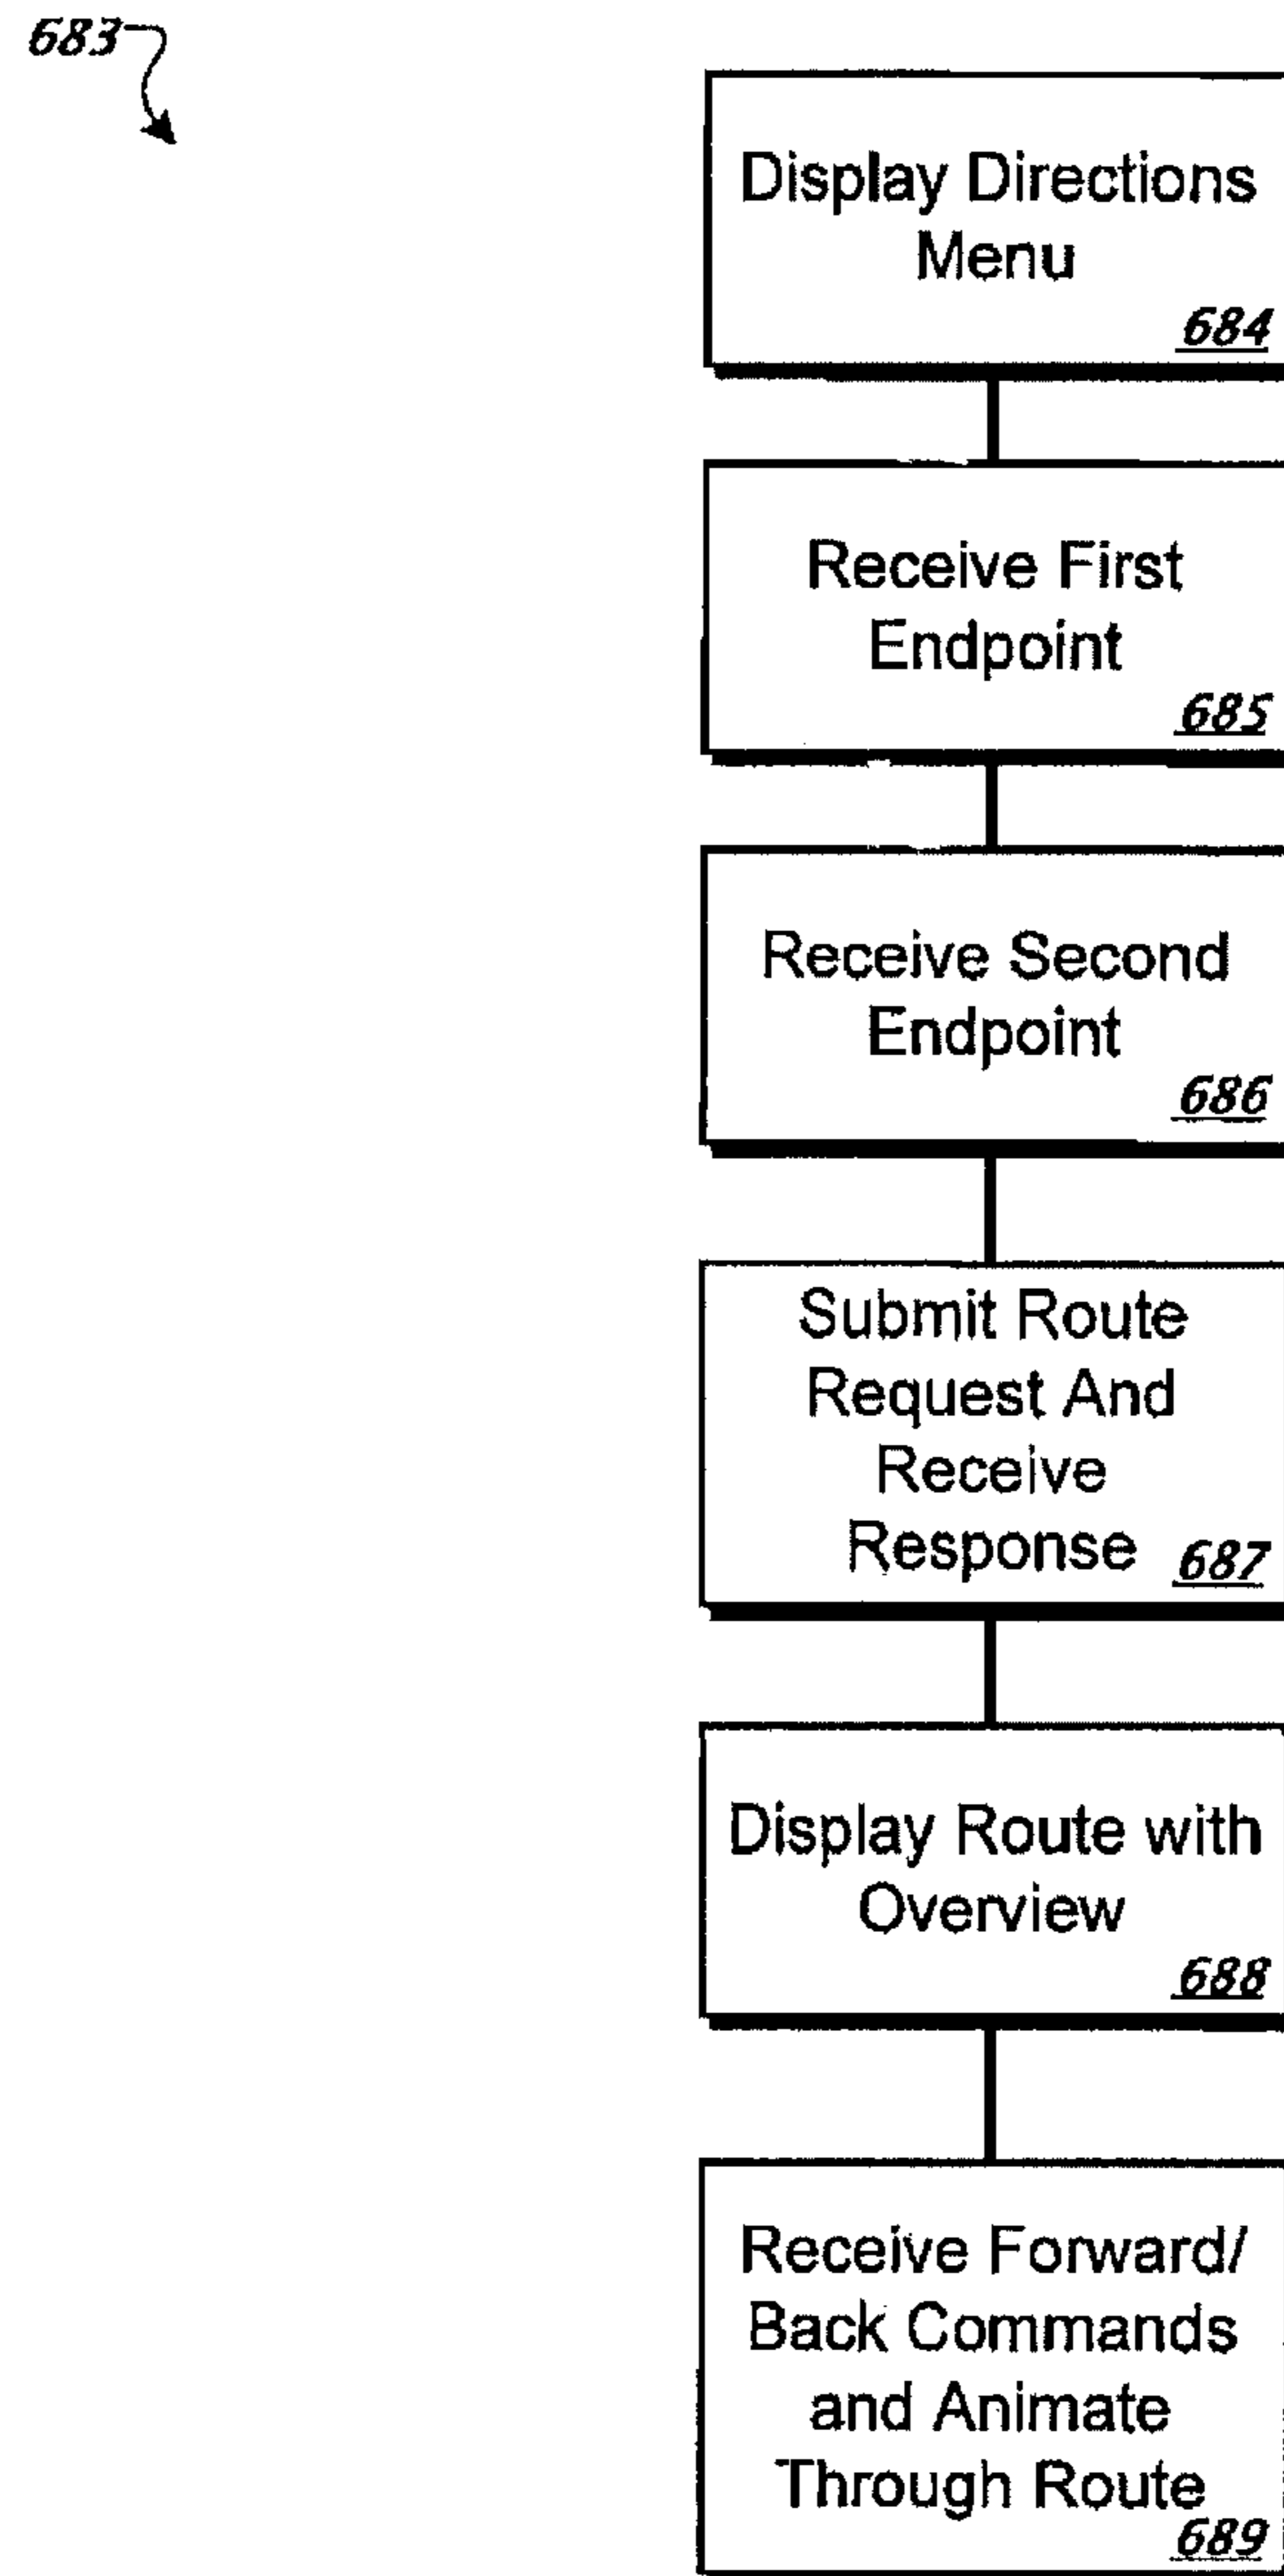 683
Display Directions
Menu
684
Receive First
Endpoint
685
Receive Second
Endpoint
686
Submit Route
Request And
Receive
Response 687
Display Route with
Overview
688
Receive Forward/
Back Commands
and Animate
Through Route
689